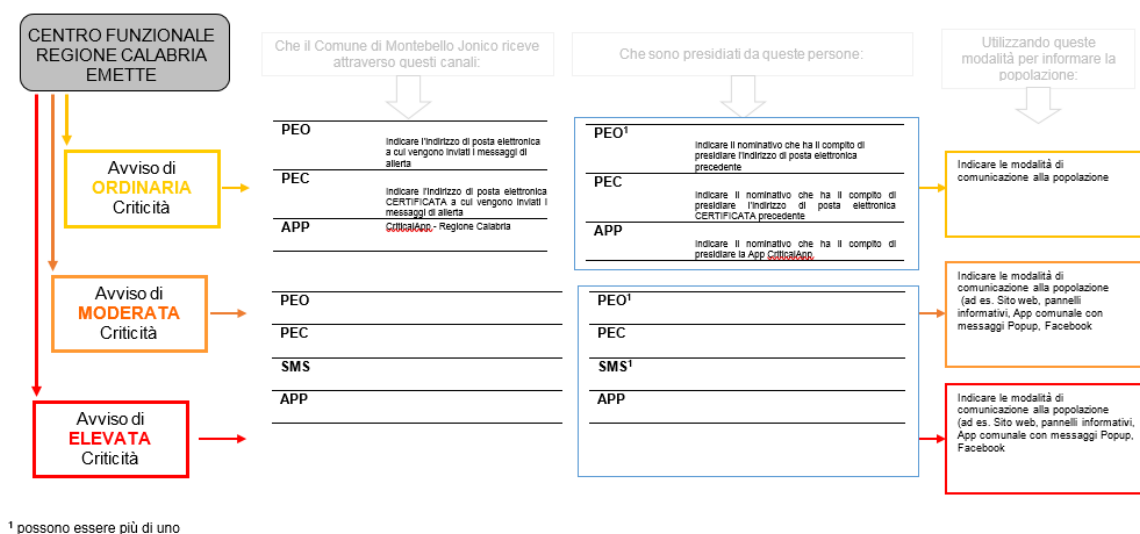 CENTRO FUNZIONALE
REGIONE CALABRIA
EMETTE
Che il Comune di Montebello Jonico riceve
attraverso questi canali:
Che sono presidiati da queste persone:
Utilizzando queste
modalità per informare la
popolazione:
Avviso di
ORDINARIA
Criticità
PEO
Indicare l'indirizzo di posta elettronica
a cui vengono inviati i messaggi di
allerta
PEC
Indicare l'indirizzo di posta elettronica
CERTIFICATA a cui vengono inviati i
messaggi di allerta
APP
CriticalApp - Regione Calabria
PEO¹
Indicare il nominativo che ha il compito di
presidiare l'indirizzo di posta elettronica
precedente
PEC
Indicare il nominativo che ha il compito di
presidiare l'indirizzo di posta elettronica
CERTIFICATA precedente
APP
Indicare il nominativo che ha il compito di
presidiare la App CriticalApp
Indicare le modalità di
comunicazione alla popolazione
Avviso di
MODERATA
Criticità
PEO
PEC
SMS
APP
PEO¹
PEC
SMS¹
APP
Indicare le modalità di
comunicazione alla popolazione
(ad es. Sito web, pannelli
informativi, App comunale con
messaggi Popup, Facebook
Avviso di
ELEVATA
Criticità
Indicare le modalità di
comunicazione alla popolazione
(ad es. Sito web, pannelli informativi,
App comunale con messaggi Popup,
Facebook
¹ possono essere più di uno